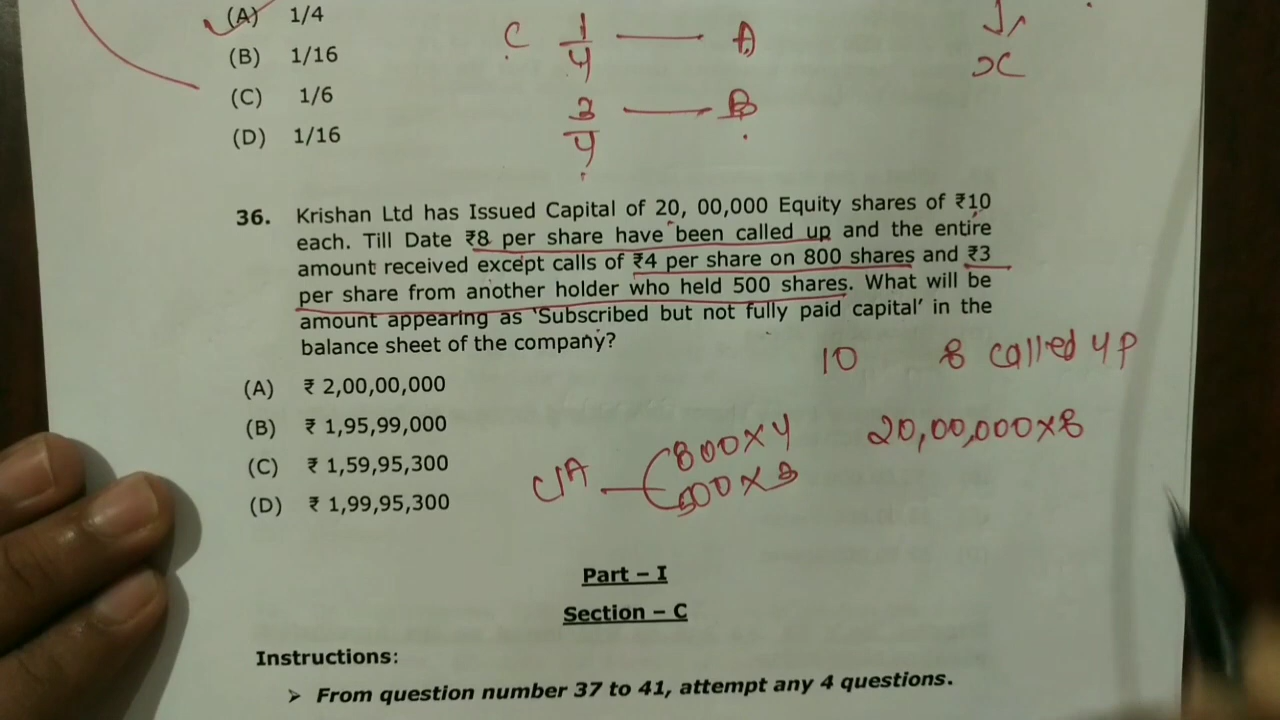 (A) 1/4
(B) 1/16
(C) 1/6
(D) 1/16
C 1/4 — A
3/4 — B
x
36. Krishan Ltd has Issued Capital of 20, 00,000 Equity shares of ₹10
each. Till Date ₹8 per share have been called up and the entire
amount received except calls of ₹4 per share on 800 shares and ₹3
per share from another holder who held 500 shares. What will be
amount appearing as 'Subscribed but not fully paid capital' in the
balance sheet of the company?
10 8 called up
(A) ₹ 2,00,00,000
(B) ₹ 1,95,99,000
(C) ₹ 1,59,95,300
(D) ₹ 1,99,95,300
20,00,000×8
800×4
500×3
Part – I
Section – C
Instructions:
➢ From question number 37 to 41, attempt any 4 questions.